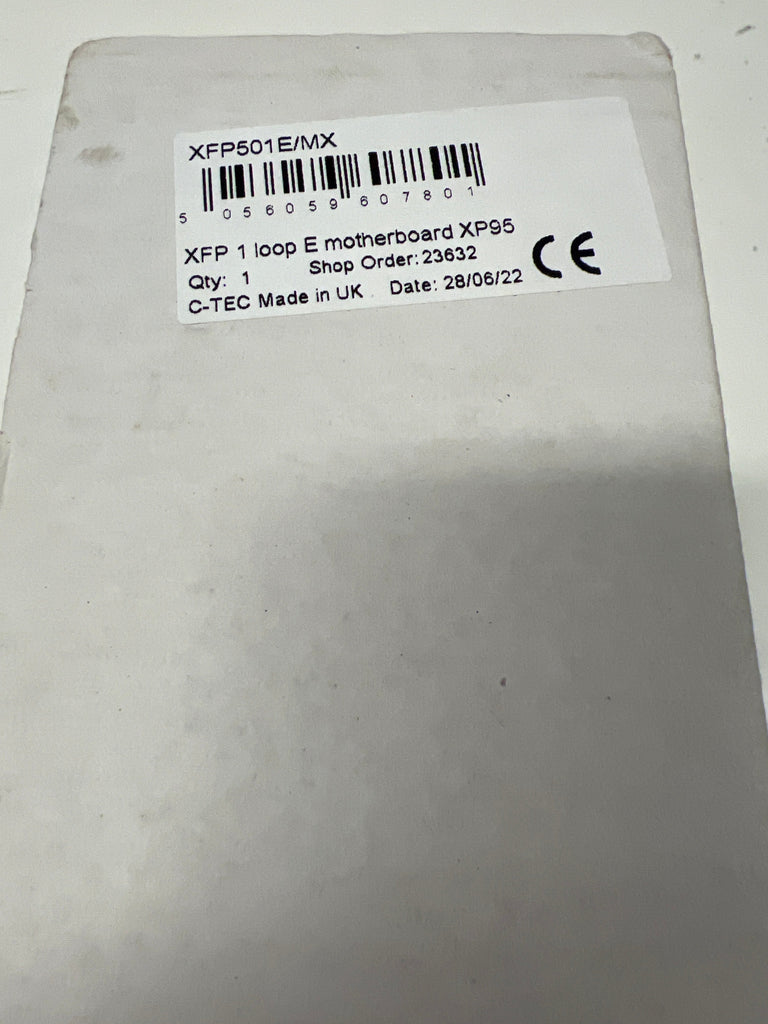 XFP501E/MX
5 056059 607801
XFP 1 loop E motherboard XP95
Qty: 1 Shop Order: 23632
C-TEC Made in UK Date: 28/06/22
CE